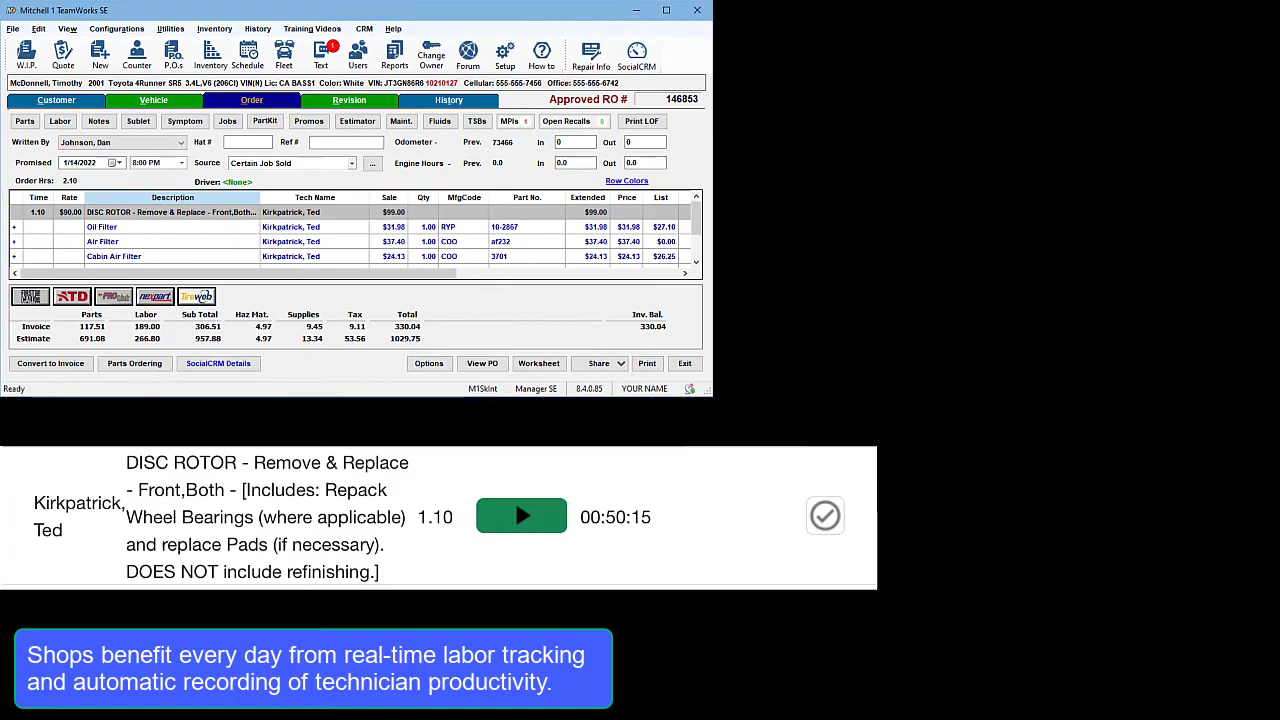 Mitchell 1 TeamWorks SE
File Edit View Configurations Utilities Inventory History Training Videos CRM Help
1
W.I.P. Quote New Counter P.O.s Inventory Schedule Fleet Text Users Reports Change Owner Forum Setup How to Repair Info SocialCRM
McDonnell, Timothy 2001 Toyota 4Runner SR5 3.4L,V6 (206CI) VIN(N) Lic: CA BASS1 Color: White VIN: JT3GN86R6 10210127 Cellular: 555-555-7456 Office: 555-555-6742
Customer Vehicle Order Revision History Approved RO # 146853
Parts Labor Notes Sublet Symptom Jobs PartKit Promos Estimator Maint. Fluids TSBs MPIs 1 Open Recalls 0 Print LOF
Written By Johnson, Dan Hat # Ref # Odometer - Prev. 73466 In 0 Out 0
Promised 1/14/2022 8:00 PM Source Certain Job Sold ... Engine Hours - Prev. 0.0 In 0.0 Out 0.0
Order Hrs: 2.10 Driver: <None> Row Colors
Time Rate Description Tech Name Sale Qty MfgCode Part No. Extended Price List
1.10 $90.00 DISC ROTOR - Remove & Replace - Front,Both... Kirkpatrick, Ted $99.00 $99.00
+ Oil Filter Kirkpatrick, Ted $31.98 1.00 RYP 10-2867 $31.98 $31.98 $27.10
+ Air Filter Kirkpatrick, Ted $37.40 1.00 COO af232 $37.40 $37.40 $0.00
+ Cabin Air Filter Kirkpatrick, Ted $24.13 1.00 COO 3701 $24.13 $24.13 $26.25
ATD nexpart Tireweb
Parts Labor Sub Total Haz Mat. Supplies Tax Total Inv. Bal.
Invoice 117.51 189.00 306.51 4.97 9.45 9.11 330.04 330.04
Estimate 691.08 266.80 957.88 4.97 13.34 53.56 1029.75
Convert to Invoice Parts Ordering SocialCRM Details Options View PO Worksheet Share Print Exit
Ready M1SkInt Manager SE 8.4.0.85 YOUR NAME
Kirkpatrick, Ted
DISC ROTOR - Remove & Replace
- Front,Both - [Includes: Repack
Wheel Bearings (where applicable)
and replace Pads (if necessary).
DOES NOT include refinishing.]
1.10 00:50:15
Shops benefit every day from real-time labor tracking
and automatic recording of technician productivity.